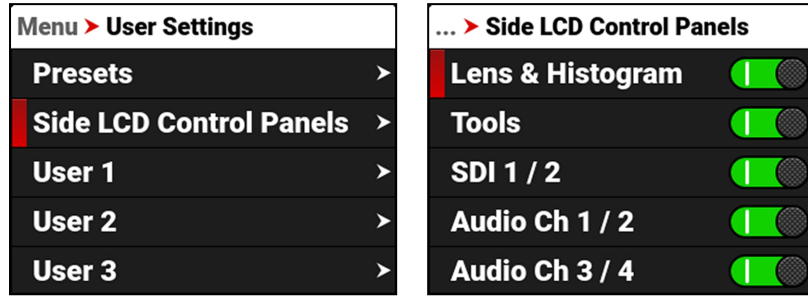 Menu ➤ User Settings
Presets
Side LCD Control Panels
User 1
User 2
User 3
... ➤ Side LCD Control Panels
Lens & Histogram
Tools
SDI 1 / 2
Audio Ch 1 / 2
Audio Ch 3 / 4